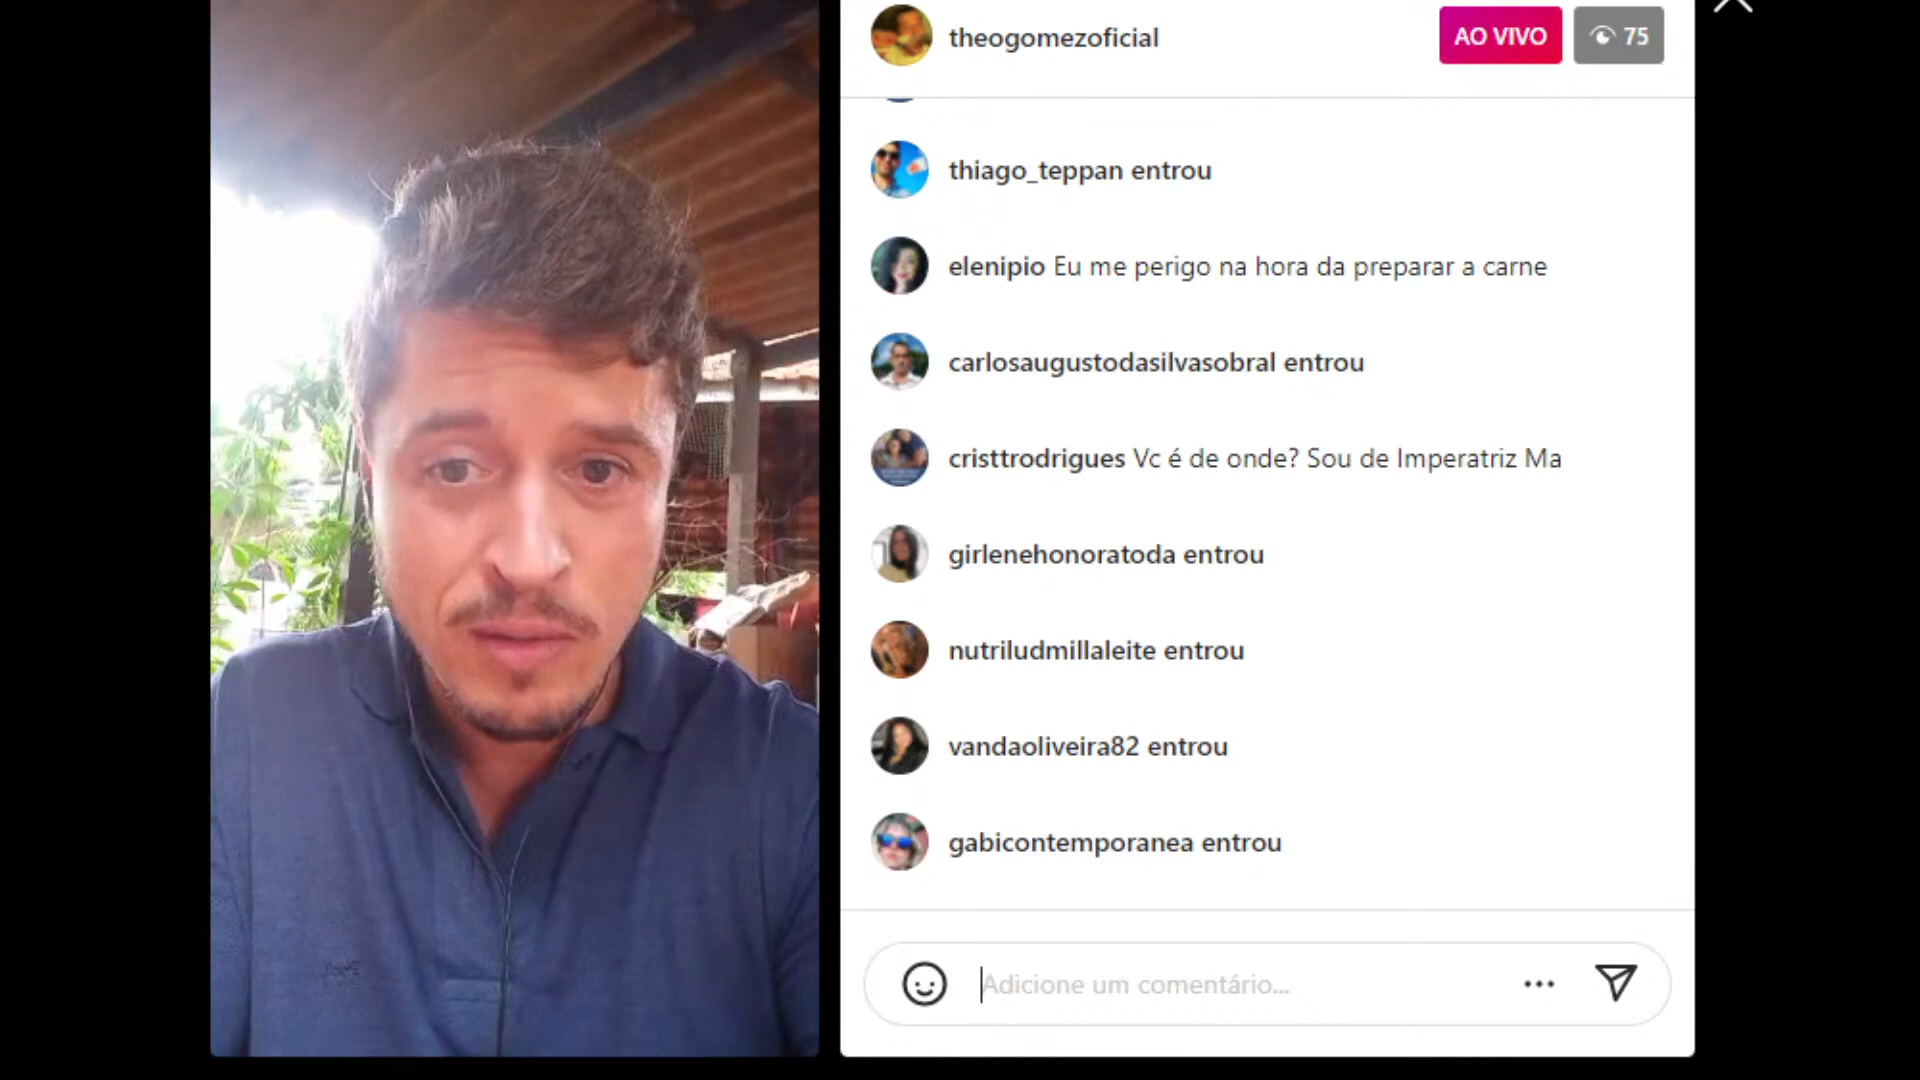 theogomezoficial
AO VIVO
75
thiago_teppan entrou
elenipio Eu me perigo na hora da preparar a carne
carlosaugustodasilvasobral entrou
cristtrodrigues Vc é de onde? Sou de Imperatriz Ma
girlenehonoratoda entrou
nutriludmillaleite entrou
vandaoliveira82 entrou
gabicontemporanea entrou
Adicione um comentário...